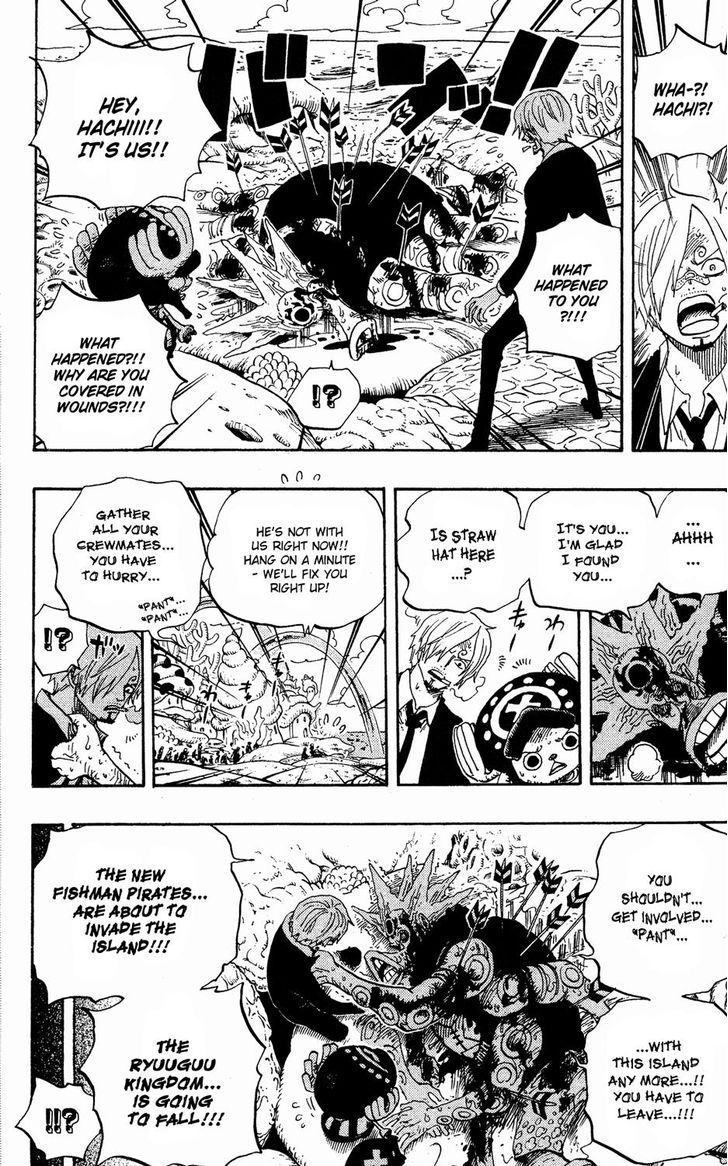 WHA-?!
HACHI?!
WHAT
HAPPENED
TO YOU
?!!!
HEY,
HACHIII!!
IT'S US!!
WHAT
HAPPENED?!!
WHY ARE YOU
COVERED IN
WOUNDS?!!!
!?
...
AHHH
...
IT'S YOU...
I'M GLAD
I FOUND
YOU...
IS STRAW
HAT HERE
...?
HE'S NOT WITH
US RIGHT NOW!!
HANG ON A MINUTE
- WE'LL FIX YOU
RIGHT UP!
GATHER
ALL YOUR
CREWMATES...
YOU HAVE
TO HURRY...
*PANT*...
*PANT*...
!?
YOU
SHOULDN'T...
GET INVOLVED...
*PANT*...
...WITH
THIS ISLAND
ANY MORE...!!
YOU HAVE TO
LEAVE...!!!
THE NEW
FISHMAN PIRATES...
ARE ABOUT TO
INVADE THE
ISLAND!!!
THE
RYUUGUU
KINGDOM...
IS GOING
TO FALL!!!
!!?